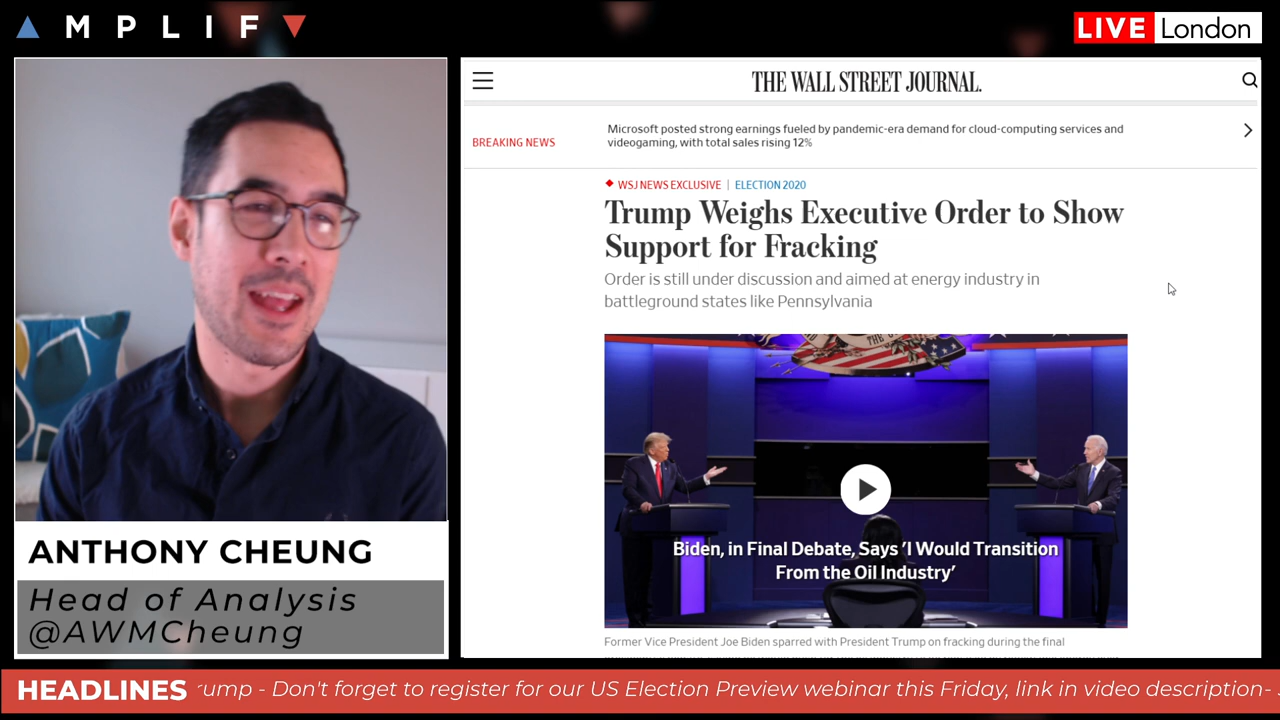 AMPLIFY
LIVE London
THE WALL STREET JOURNAL.
BREAKING NEWS
Microsoft posted strong earnings fueled by pandemic-era demand for cloud-computing services and
videogaming, with total sales rising 12%
WSJ NEWS EXCLUSIVE | ELECTION 2020
Trump Weighs Executive Order to Show
Support for Fracking
Order is still under discussion and aimed at energy industry in
battleground states like Pennsylvania
Biden, in Final Debate, Says 'I Would Transition
From the Oil Industry'
Former Vice President Joe Biden sparred with President Trump on fracking during the final
ANTHONY CHEUNG
Head of Analysis
@AWMCheung
HEADLINES
rump - Don't forget to register for our US Election Preview webinar this Friday, link in video description-